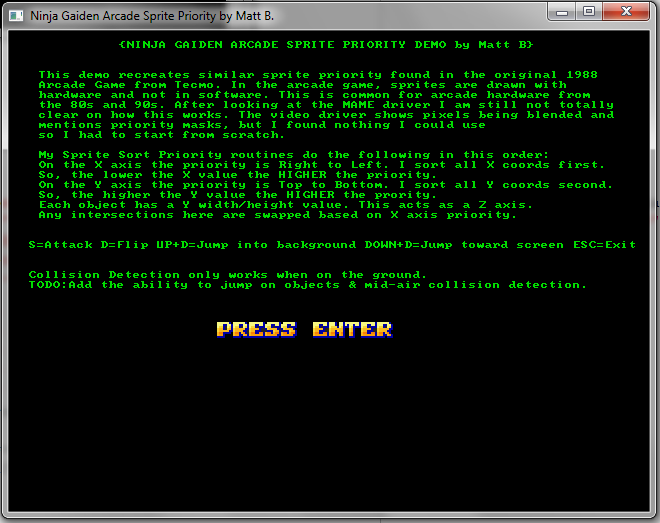 Ninja Gaiden Arcade Sprite Priority by Matt B.
{NINJA GAIDEN ARCADE SPRITE PRIORITY DEMO by Matt B}
This demo recreates similar sprite priority found in the original 1988
Arcade Game from Tecmo. In the arcade game, sprites are drawn with
hardware and not in software. This is common for arcade hardware from
the 80s and 90s. After looking at the MAME driver I am still not totally
clear on how this works. The video driver shows pixels being blended and
mentions priority masks, but I found nothing I could use
so I had to start from scratch.
My Sprite Sort Priority routines do the following in this order:
On the X axis the priority is Right to Left. I sort all X coords first.
So, the lower the X value the HIGHER the priority.
On the Y axis the priority is Top to Bottom. I sort all Y coords second.
So, the higher the Y value the HIGHER the prority.
Each object has a Y width/height value. This acts as a Z axis.
Any intersections here are swapped based on X axis priority.
S=Attack D=Flip UP+D=Jump into background DOWN+D=Jump toward screen ESC=Exit
Collision Detection only works when on the ground.
TODO:Add the ability to jump on objects & mid-air collision detection.
PRESS ENTER